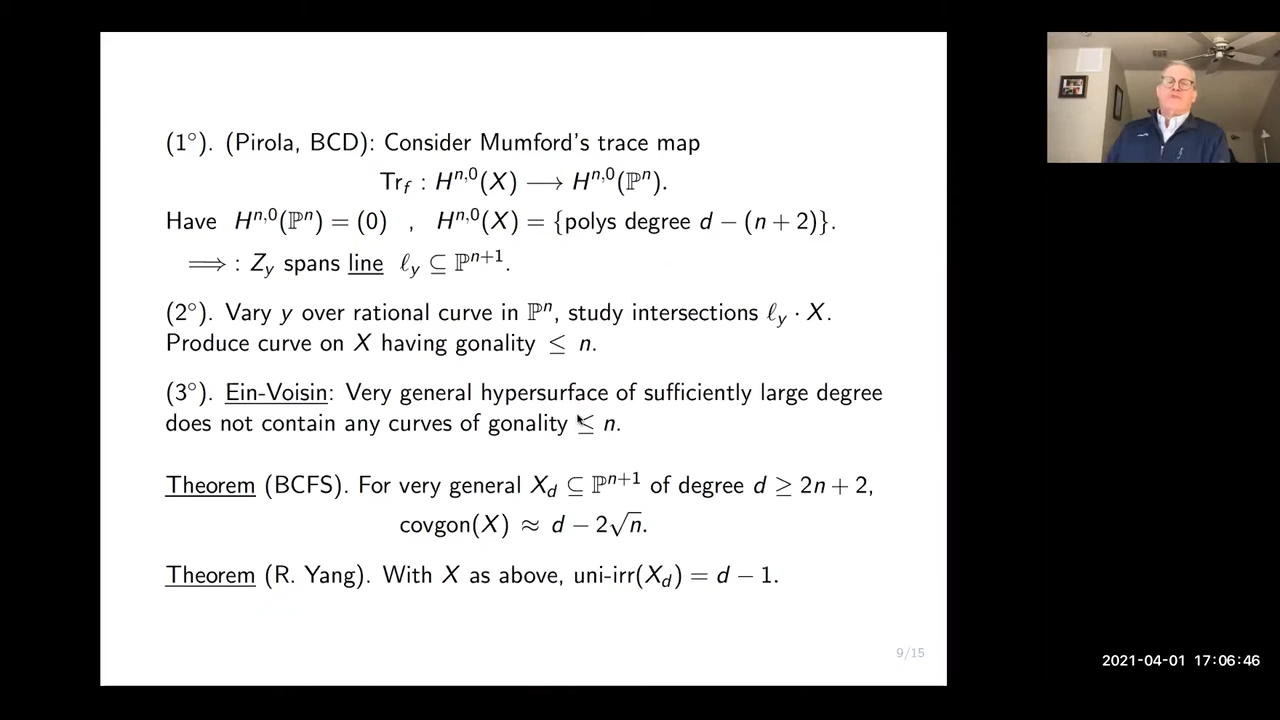 (1°). (Pirola, BCD): Consider Mumford's trace map
Tr_f : H^{n,0}(X) ⟶ H^{n,0}(ℙ^n).
Have H^{n,0}(ℙ^n) = (0) , H^{n,0}(X) = {polys degree d − (n + 2)}.
⟹ : Z_y spans line ℓ_y ⊆ ℙ^{n+1}.
(2°). Vary y over rational curve in ℙ^n, study intersections ℓ_y · X.
Produce curve on X having gonality ≤ n.
(3°). Ein-Voisin: Very general hypersurface of sufficiently large degree
does not contain any curves of gonality ≤ n.
Theorem (BCFS). For very general X_d ⊆ ℙ^{n+1} of degree d ≥ 2n + 2,
covgon(X) ≈ d − 2√n.
Theorem (R. Yang). With X as above, uni-irr(X_d) = d − 1.
9/15
2021-04-01 17:06:46